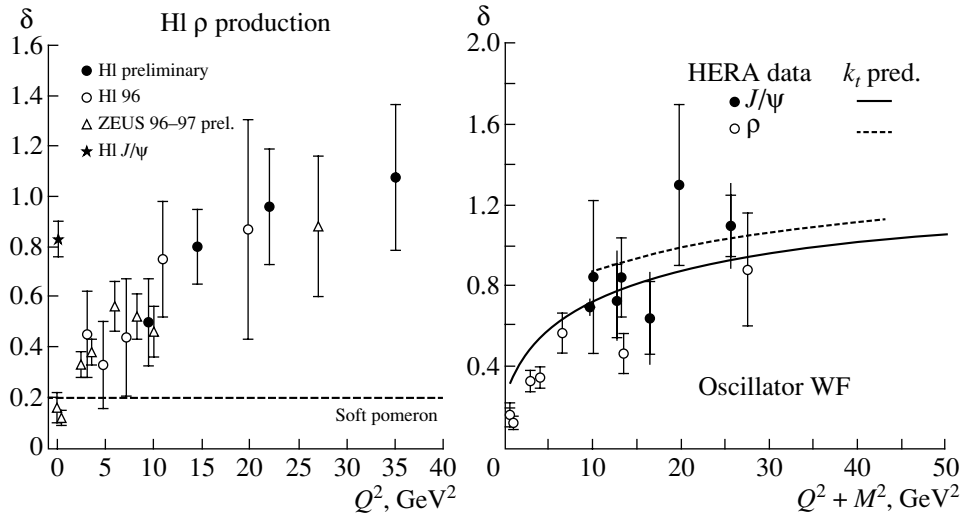 δ
Hl ρ production
1.6
1.4
1.2
1.0
0.8
0.6
0.4
0.2
0
Hl preliminary
Hl 96
ZEUS 96–97 prel.
Hl J/ψ
Soft pomeron
0 5 10 15 20 25 30 35 40
Q², GeV²
δ
2.0
1.6
1.2
0.8
0.4
0
HERA data
k_t pred.
J/ψ
ρ
Oscillator WF
10 20 30 40 50
Q² + M², GeV²